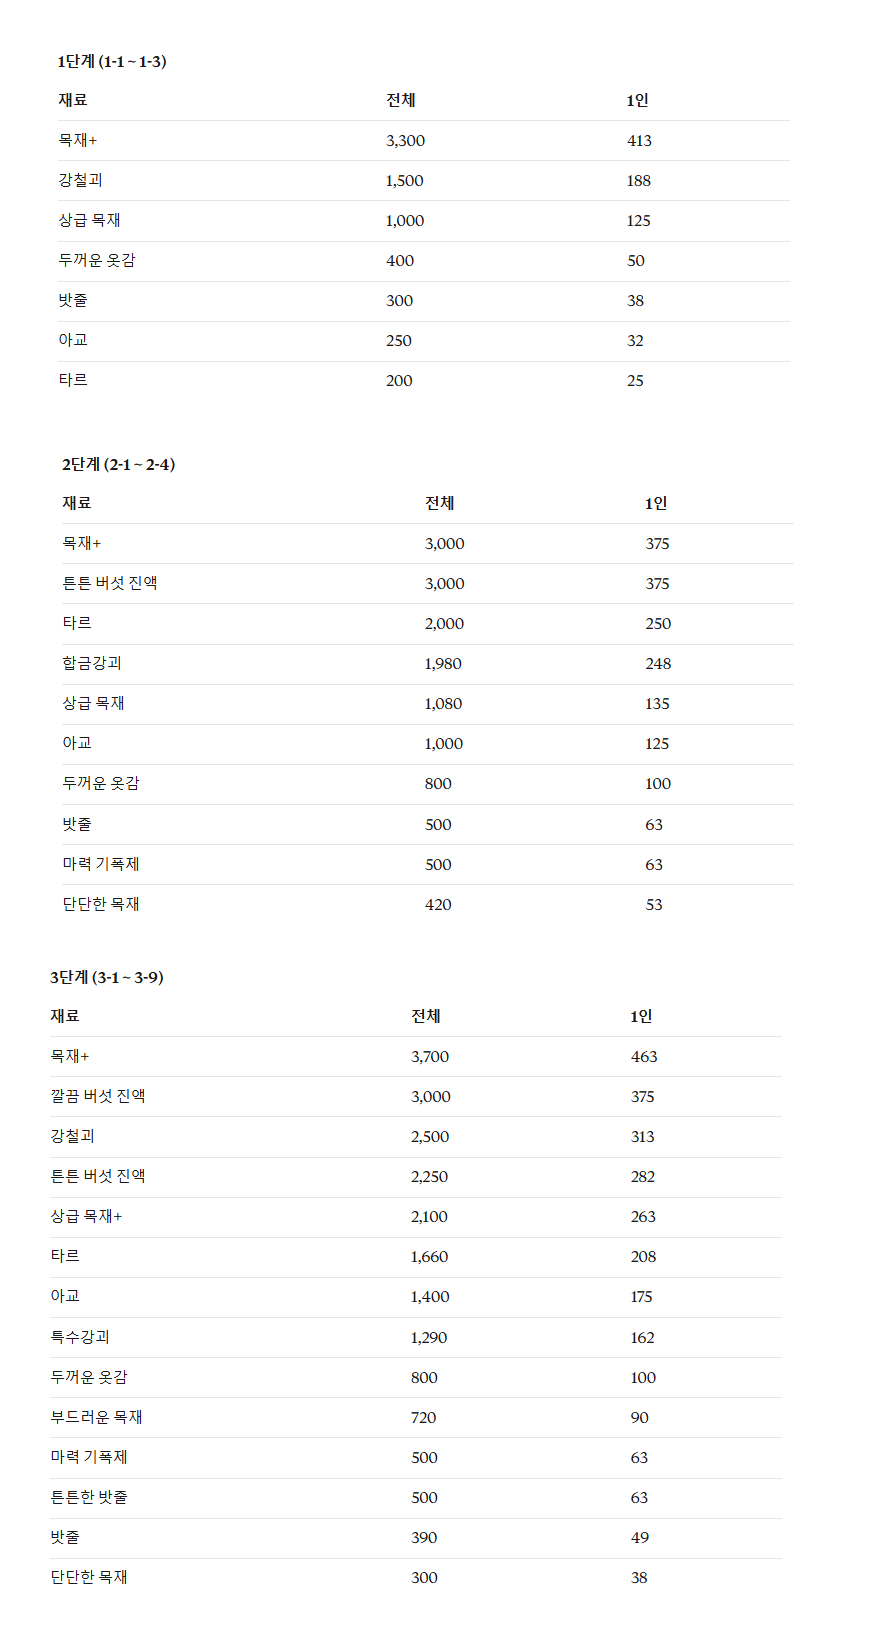 1단계 (1-1 ~ 1-3)
재료 전체 1인
목재+ 3,300 413
강철괴 1,500 188
상급 목재 1,000 125
두꺼운 옷감 400 50
밧줄 300 38
아교 250 32
타르 200 25
2단계 (2-1 ~ 2-4)
재료 전체 1인
목재+ 3,000 375
튼튼 버섯 진액 3,000 375
타르 2,000 250
합금강괴 1,980 248
상급 목재 1,080 135
아교 1,000 125
두꺼운 옷감 800 100
밧줄 500 63
마력 기폭제 500 63
단단한 목재 420 53
3단계 (3-1 ~ 3-9)
재료 전체 1인
목재+ 3,700 463
깔끔 버섯 진액 3,000 375
강철괴 2,500 313
튼튼 버섯 진액 2,250 282
상급 목재+ 2,100 263
타르 1,660 208
아교 1,400 175
특수강괴 1,290 162
두꺼운 옷감 800 100
부드러운 목재 720 90
마력 기폭제 500 63
튼튼한 밧줄 500 63
밧줄 390 49
단단한 목재 300 38